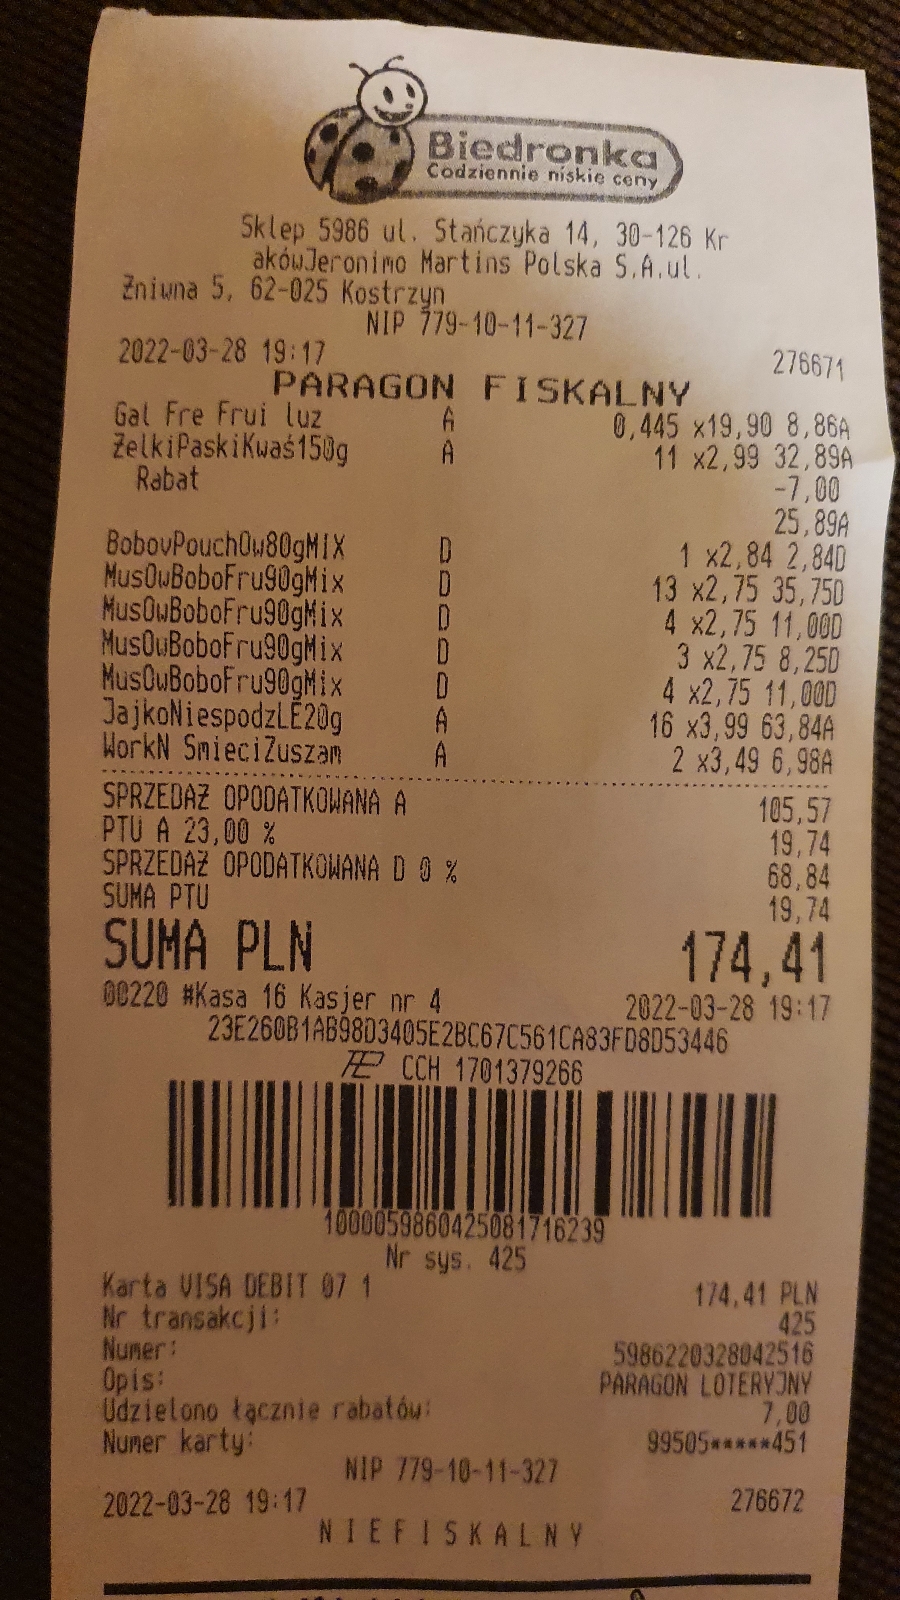 Biedronka
Codziennie niskie ceny
Sklep 5986 ul. Stańczyka 14, 30-126 Kr
akówJeronimo Martins Polska S.A.ul.
Żniwna 5, 62-025 Kostrzyn
NIP 779-10-11-327
2022-03-28 19:17 276671
PARAGON FISKALNY
Gal Fre Frui luz A 0,445 x19,90 8,86A
ŻelkiPaskiKwaś150g A 11 x2,99 32,89A
Rabat -7,00
25,89A
BobovPouchOw80gMIX D 1 x2,84 2,84D
MusOwBoboFru90gMix D 13 x2,75 35,75D
MusOwBoboFru90gMix D 4 x2,75 11,00D
MusOwBoboFru90gMix D 3 x2,75 8,25D
MusOwBoboFru90gMix D 4 x2,75 11,00D
JajkoNiespodzLE20g A 16 x3,99 63,84A
WorkN SmieciZuszam A 2 x3,49 6,98A
SPRZEDAŻ OPODATKOWANA A 105,57
PTU A 23,00 % 19,74
SPRZEDAŻ OPODATKOWANA D 0 % 68,84
SUMA PTU 19,74
SUMA PLN 174,41
00220 #Kasa 16 Kasjer nr 4 2022-03-28 19:17
23E260B1AB98D3405E2BC67C561CA83FD8D53446
CCH 1701379266
1000059860425081716239
Nr sys. 425
Karta VISA DEBIT 07 1 174,41 PLN
Nr transakcji: 425
Numer: 5986220328042516
Opis: PARAGON LOTERYJNY
Udzielono łącznie rabatów: 7,00
Numer karty: 99505*****451
NIP 779-10-11-327
2022-03-28 19:17 276672
NIEFISKALNY